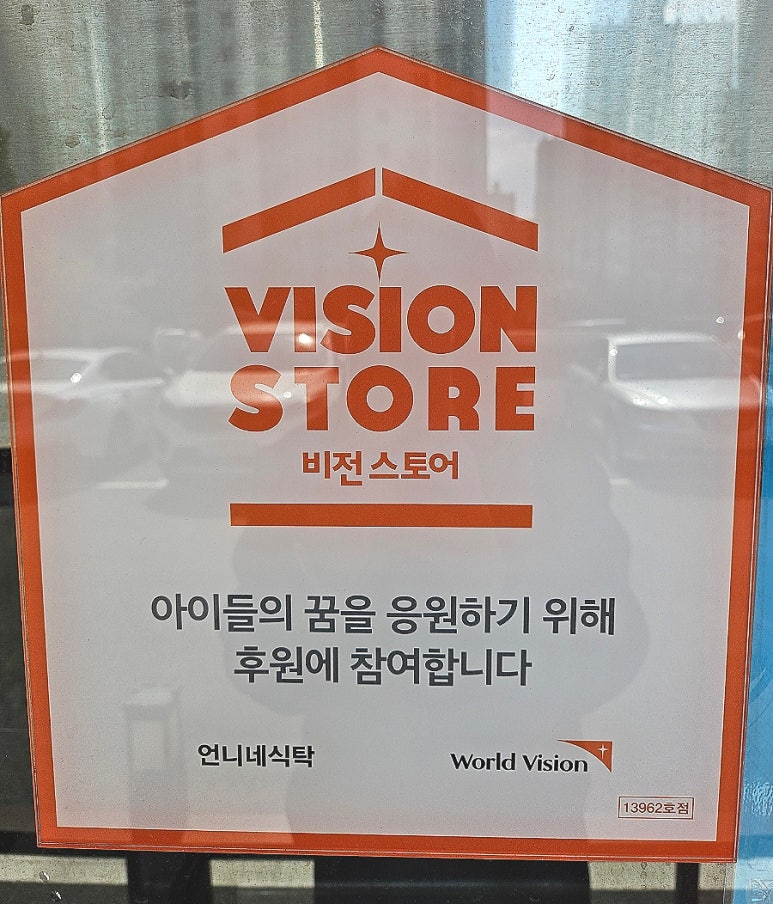 VISION
STORE
비전 스토어
아이들의 꿈을 응원하기 위해
후원에 참여합니다
언니네식탁
World Vision
13962호점